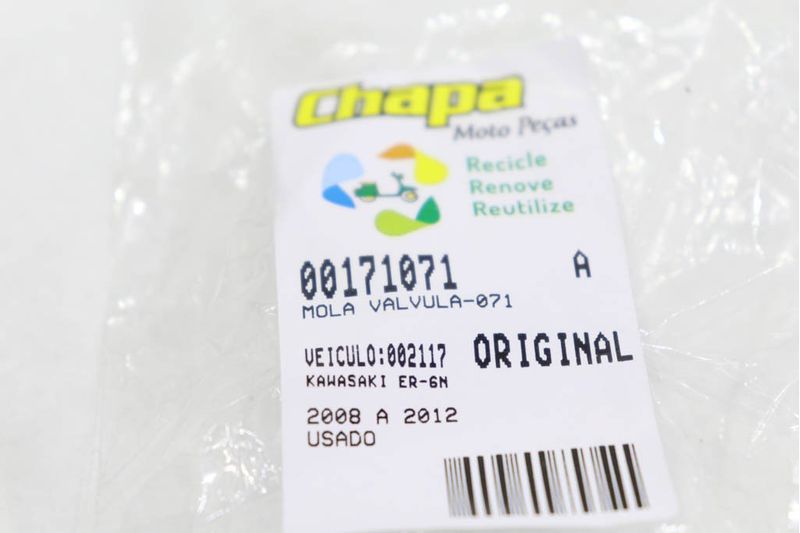 Chapa
Moto Peças
Recicle
Renove
Reutilize
00171071 A
MOLA VALVULA-071
VEICULO:002117 ORIGINAL
KAWASAKI ER-6N
2008 A 2012
USADO